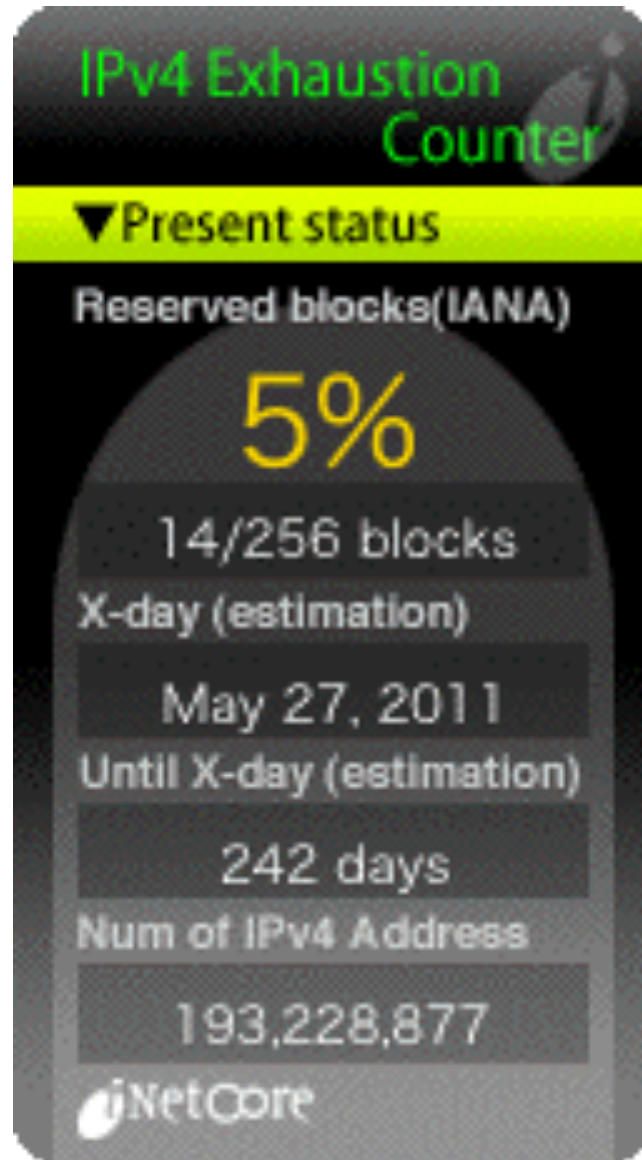 IPv4 Exhaustion
Counter
▼Present status
Reserved blocks(IANA)
5%
14/256 blocks
X-day (estimation)
May 27, 2011
Until X-day (estimation)
242 days
Num of IPv4 Address
193,228,877
iNetCore